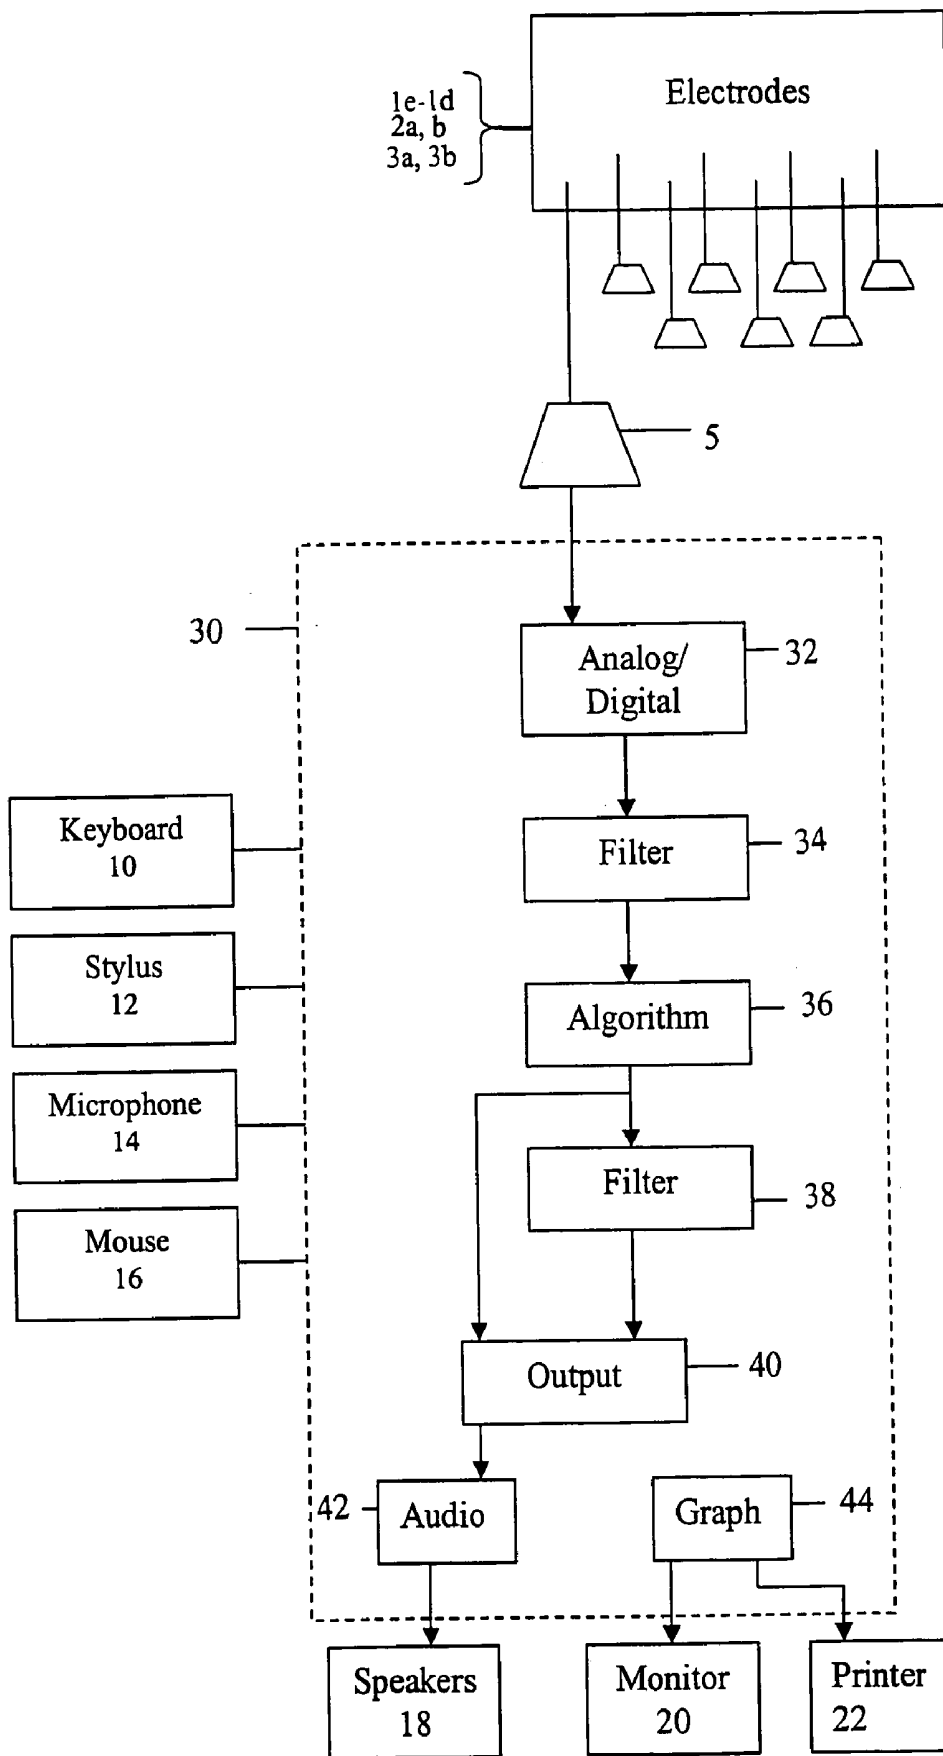 Electrodes
1e-1d
2a, b
3a, 3b
5
30
Analog/
Digital
32
Keyboard
10
Filter
34
Stylus
12
Algorithm
36
Microphone
14
Filter
38
Mouse
16
Output
40
42
Audio
Graph
44
Speakers
18
Monitor
20
Printer
22